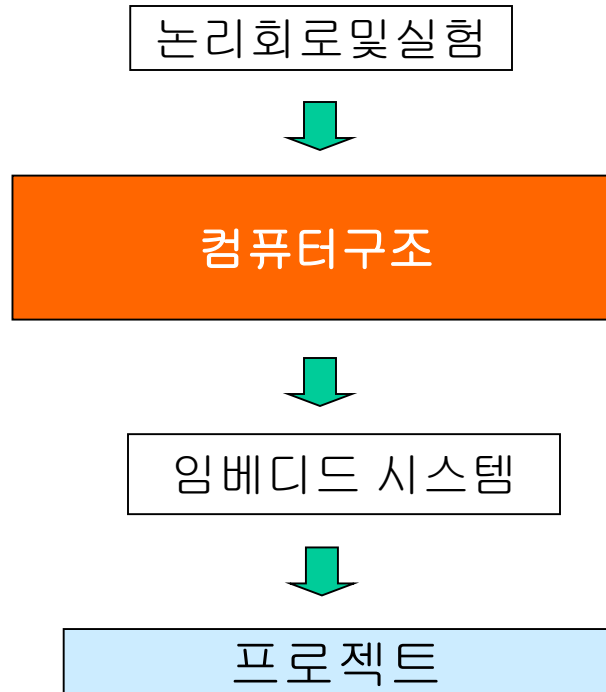 논리회로및실험
컴퓨터구조
임베디드 시스템
프로젝트